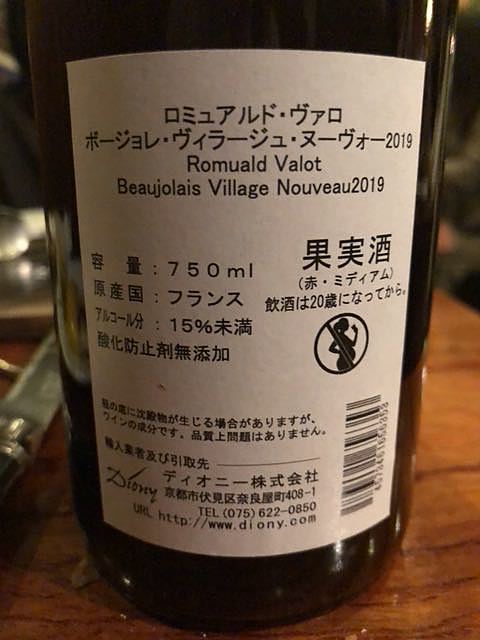 ロミュアルド・ヴァロ
ボージョレ・ヴィラージュ・ヌーヴォー2019
Romuald Valot
Beaujolais Village Nouveau2019
容 量:750ml
原産国:フランス
アルコール分:15%未満
酸化防止剤無添加
果実酒
(赤・ミディアム)
飲酒は20歳になってから。
瓶の底に沈殿物が生じる場合がありますが、
ワインの成分です。品質上問題はありません。
輸入業者及び引取先
Diony ディオニー株式会社
京都市伏見区奈良屋町408-1
TEL(075)622-0850
URL http://www.diony.com